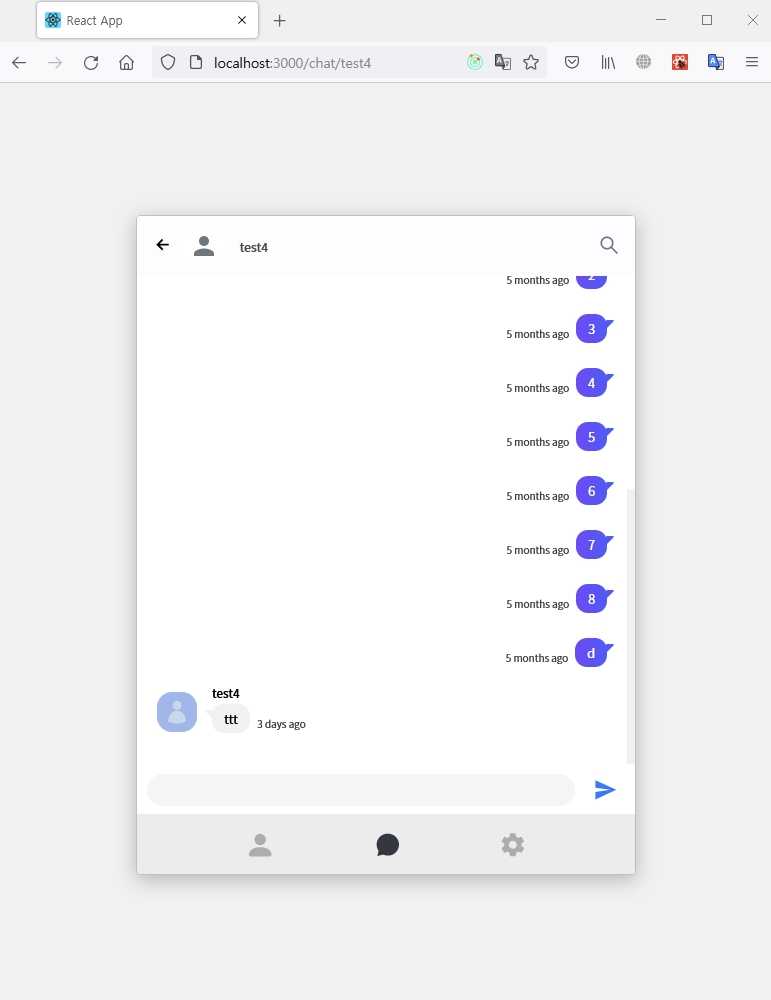 React App
localhost:3000/chat/test4
test4
5 months ago 2
5 months ago 3
5 months ago 4
5 months ago 5
5 months ago 6
5 months ago 7
5 months ago 8
5 months ago d
test4
ttt 3 days ago